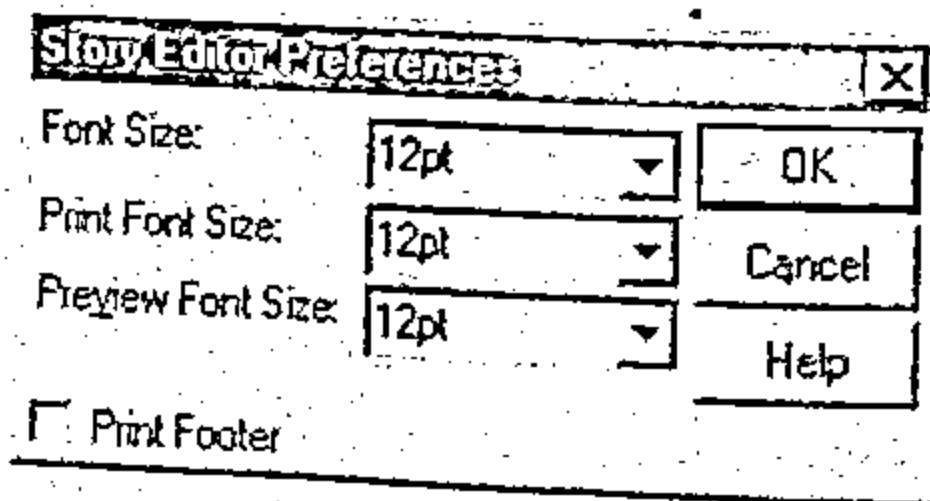 Story Editor Preferences
Font Size: 12pt OK
Print Font Size: 12pt Cancel
Preview Font Size: 12pt Help
Print Footer